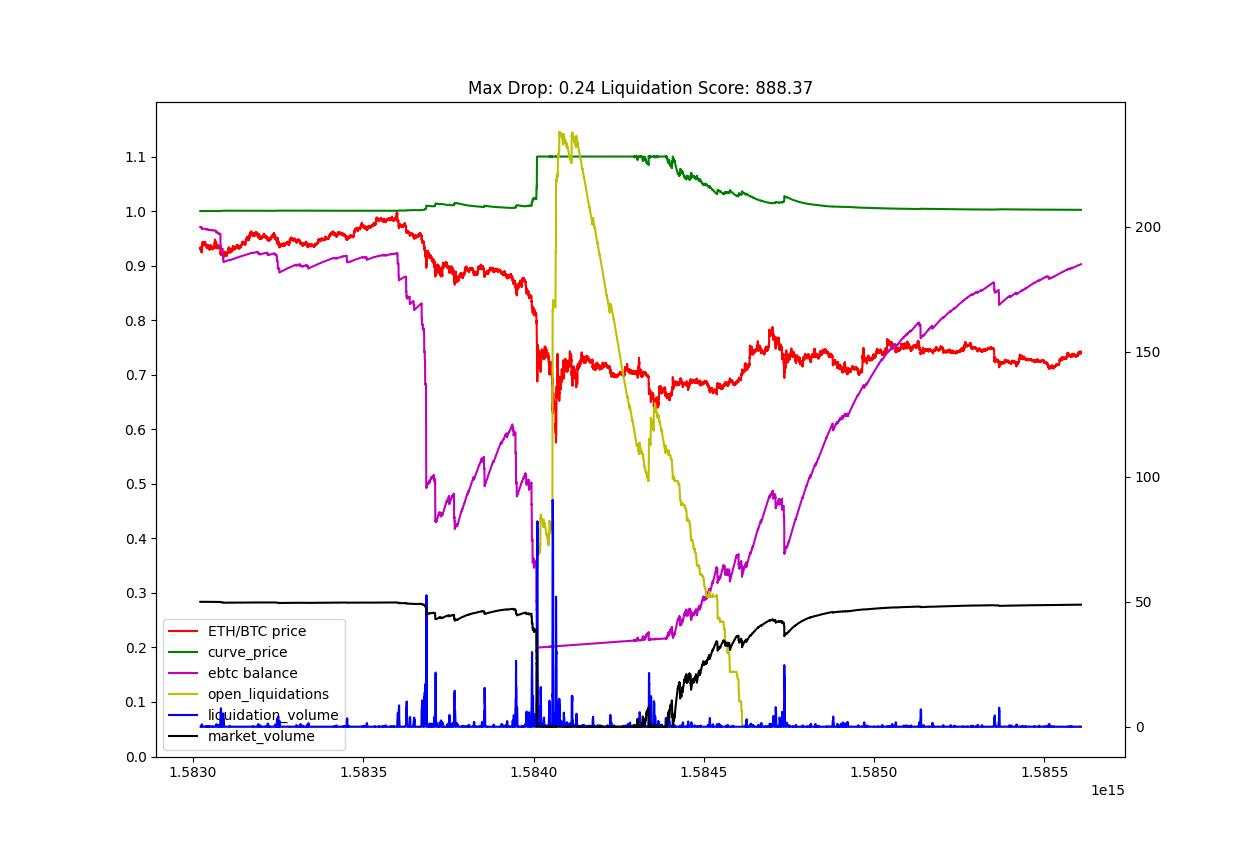 Max Drop: 0.24 Liquidation Score: 888.37
1.1
1.0
0.9
0.8
0.7
0.6
0.5
0.4
0.3
0.2
0.1
0.0
200
150
100
50
0
ETH/BTC price
curve_price
ebtc balance
open_liquidations
liquidation_volume
market_volume
1.5830 1.5835 1.5840 1.5845 1.5850 1.5855
1e15